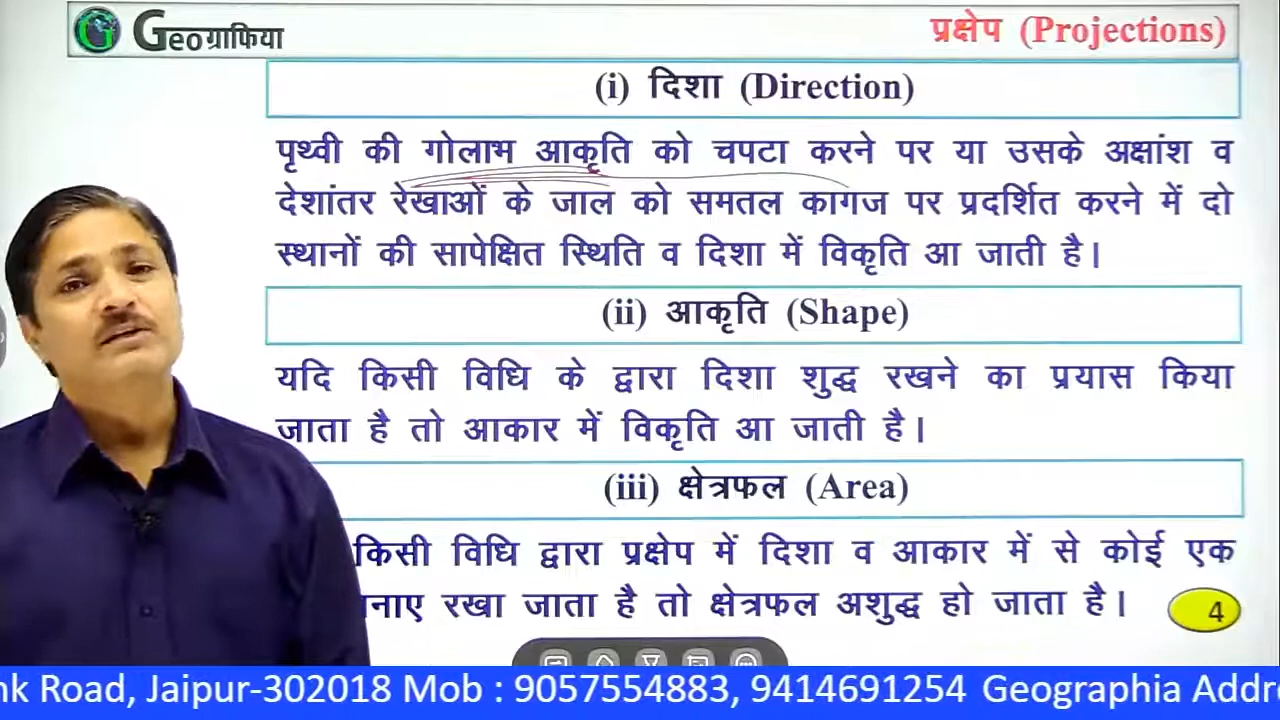 Geoग्राफिया
प्रक्षेप (Projections)
(i) दिशा (Direction)
पृथ्वी की गोलाभ आकृति को चपटा करने पर या उसके अक्षांश व
देशांतर रेखाओं के जाल को समतल कागज पर प्रदर्शित करने में दो
स्थानों की सापेक्षित स्थिति व दिशा में विकृति आ जाती है।
(ii) आकृति (Shape)
यदि किसी विधि के द्वारा दिशा शुद्ध रखने का प्रयास किया
जाता है तो आकार में विकृति आ जाती है।
(iii) क्षेत्रफल (Area)
किसी विधि द्वारा प्रक्षेप में दिशा व आकार में से कोई एक
रखा जाता है तो क्षेत्रफल अशुद्ध हो जाता है।
4
Road, Jaipur-302018 Mob : 9057554883, 9414691254 Geographia